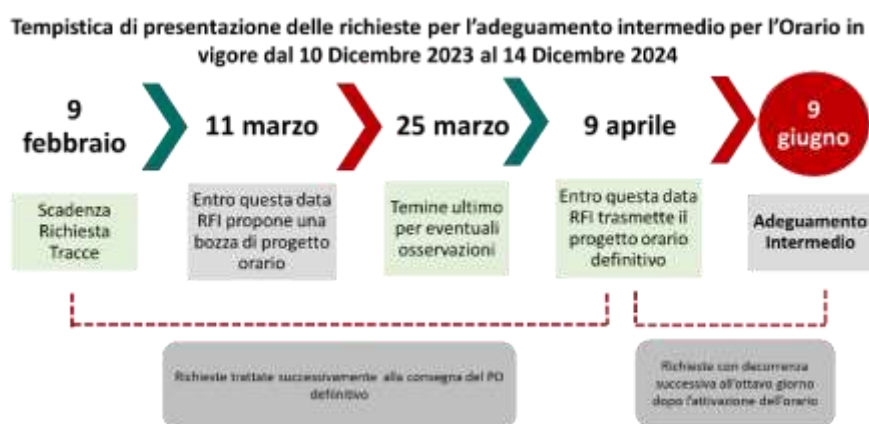 Tempistica di presentazione delle richieste per l'adeguamento intermedio per l'Orario in
vigore dal 10 Dicembre 2023 al 14 Dicembre 2024
9
febbraio
11 marzo
25 marzo
9 aprile
9
giugno
Scadenza
Richiesta
Tracce
Entro questa data
RFI propone una
bozza di progetto
orario
Temine ultimo
per eventuali
osservazioni
Entro questa data
RFI trasmette il
progetto orario
definitivo
Adeguamento
Intermedio
Richieste trattate successivamente alla consegna del PO
definitivo
Richieste con decorrenza
successiva all'ottavo giorno
dopo l'attivazione dell'orario